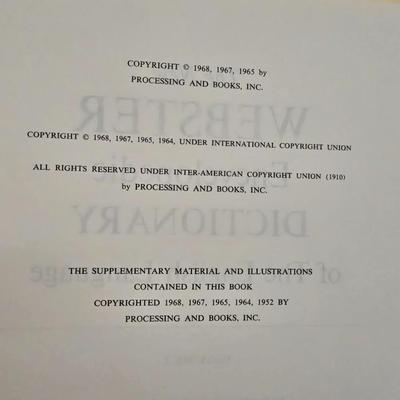 COPYRIGHT © 1968, 1967, 1965 by
PROCESSING AND BOOKS, INC.
COPYRIGHT © 1968, 1967, 1965, 1964, UNDER INTERNATIONAL COPYRIGHT UNION
ALL RIGHTS RESERVED UNDER INTER-AMERICAN COPYRIGHT UNION (1910)
by PROCESSING AND BOOKS, INC.
THE SUPPLEMENTARY MATERIAL AND ILLUSTRATIONS
CONTAINED IN THIS BOOK
COPYRIGHTED 1968, 1967, 1965, 1964, 1952 BY
PROCESSING AND BOOKS, INC.